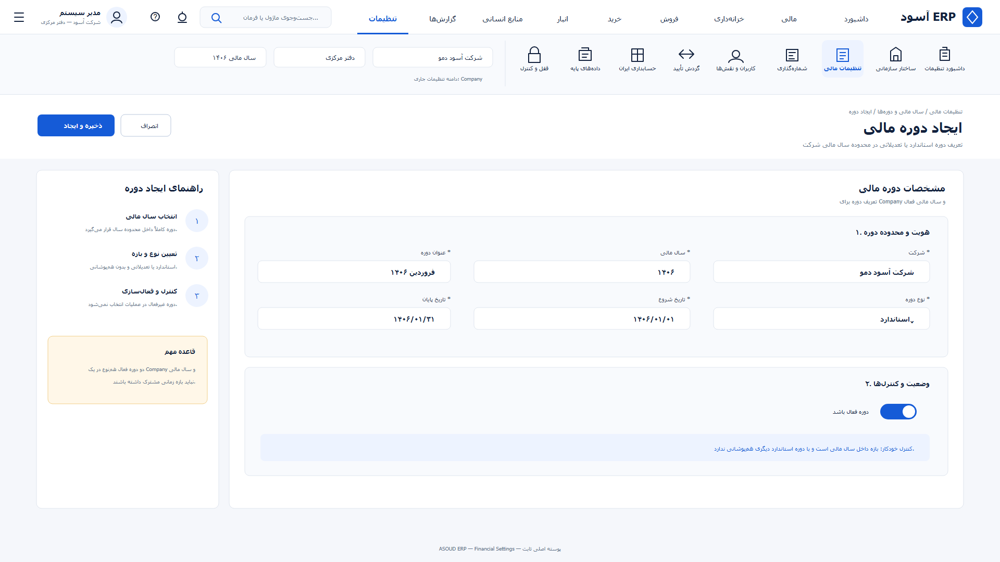 ERP آسود
داشبورد
مالی
خزانه‌داری
فروش
خرید
انبار
منابع انسانی
گزارش‌ها
تنظیمات
جست‌وجوی ماژول یا فرمان...
مدیر سیستم
شرکت آسود — دفتر مرکزی
داشبورد تنظیمات
ساختار سازمانی
تنظیمات مالی
شماره‌گذاری
کاربران و نقش‌ها
گردش تأیید
حسابداری ایران
داده‌های پایه
قفل و کنترل
شرکت آسود دمو
دفتر مرکزی
سال مالی ۱۴۰۶
دامنه تنظیمات جاری: Company
تنظیمات مالی / سال مالی و دوره‌ها / ایجاد دوره
ایجاد دوره مالی
تعریف دوره استاندارد یا تعدیلاتی در محدوده سال مالی شرکت
انصراف
ذخیره و ایجاد
مشخصات دوره مالی
تعریف دوره برای Company و سال مالی فعال
۱. هویت و محدوده دوره
شرکت *
سال مالی *
عنوان دوره *
شرکت آسود دمو
۱۴۰۶
فروردین ۱۴۰۶
نوع دوره *
تاریخ شروع *
تاریخ پایان *
استاندارد
۱۴۰۶/۰۱/۰۱
۱۴۰۶/۰۱/۳۱
۲. وضعیت و کنترل‌ها
دوره فعال باشد
کنترل خودکار: بازه داخل سال مالی است و با دوره استاندارد دیگری هم‌پوشانی ندارد.
راهنمای ایجاد دوره
۱
انتخاب سال مالی
دوره کاملاً داخل محدوده سال قرار می‌گیرد.
۲
تعیین نوع و بازه
استاندارد یا تعدیلاتی و بدون هم‌پوشانی.
۳
کنترل و فعال‌سازی
دوره غیرفعال در عملیات انتخاب نمی‌شود.
قاعده مهم
دو دوره فعال هم‌نوع در یک Company و سال مالی
نباید بازه زمانی مشترک داشته باشند.
ASOUD ERP — Financial Settings — پوسته اصلی ثابت